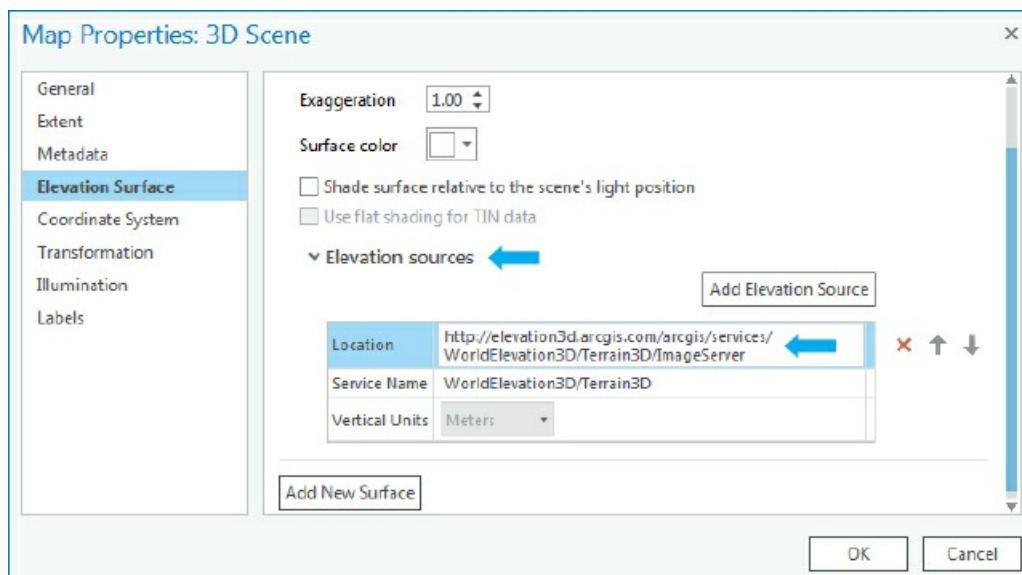 Map Properties: 3D Scene
General
Extent
Metadata
Elevation Surface
Coordinate System
Transformation
Illumination
Labels
Exaggeration 1.00
Surface color
Shade surface relative to the scene's light position
Use flat shading for TIN data
Elevation sources
Add Elevation Source
Location http://elevation3d.arcgis.com/arcgis/services/
WorldElevation3D/Terrain3D/ImageServer
Service Name WorldElevation3D/Terrain3D
Vertical Units Meters
Add New Surface
OK Cancel